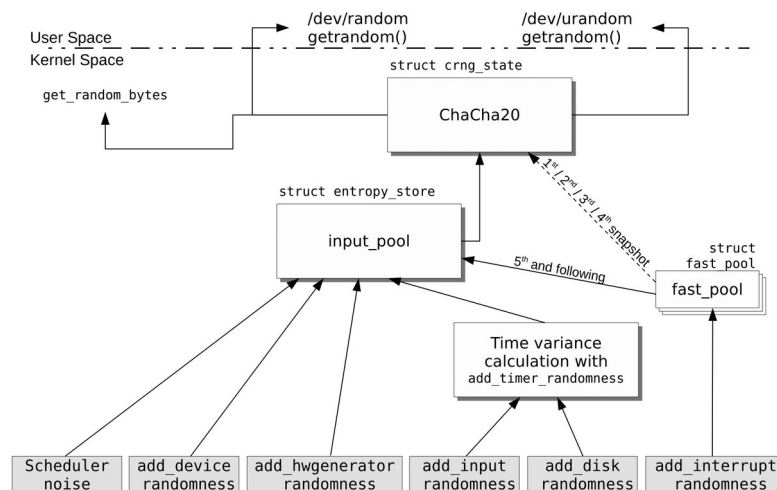 /dev/random
getrandom()
/dev/urandom
getrandom()
User Space
Kernel Space
struct crng_state
get_random_bytes
ChaCha20
1st / 2nd / 3rd / 4th snapshot
struct entropy_store
input_pool
struct
fast_pool
5th and following
fast_pool
Time variance
calculation with
add_timer_randomness
Scheduler
noise
add_device
randomness
add_hwgenerator
randomness
add_input
randomness
add_disk
randomness
add_interrupt
randomness